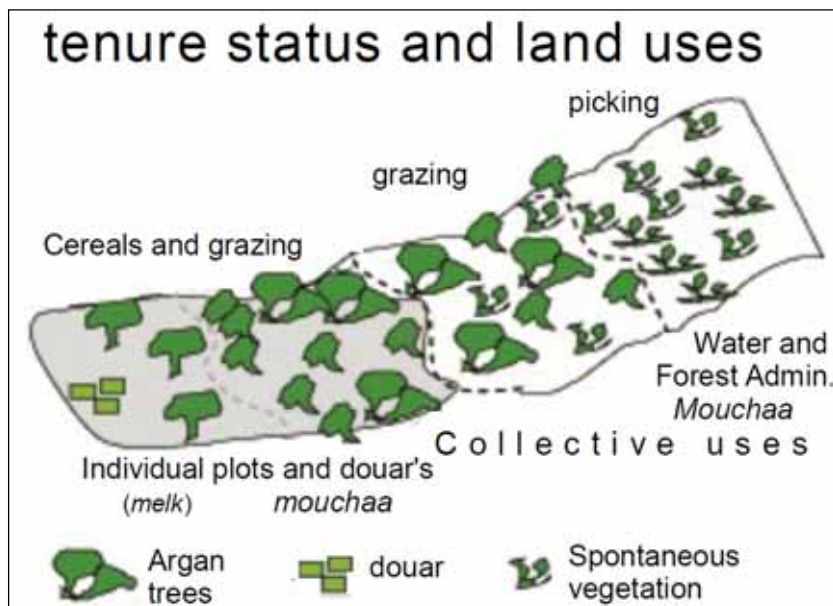 tenure status and land uses
picking
grazing
Cereals and grazing
Water and
Forest Admin.
Mouchaa
Collective uses
Individual plots and douar's
(melk) mouchaa
Argan
trees
douar
Spontaneous
vegetation